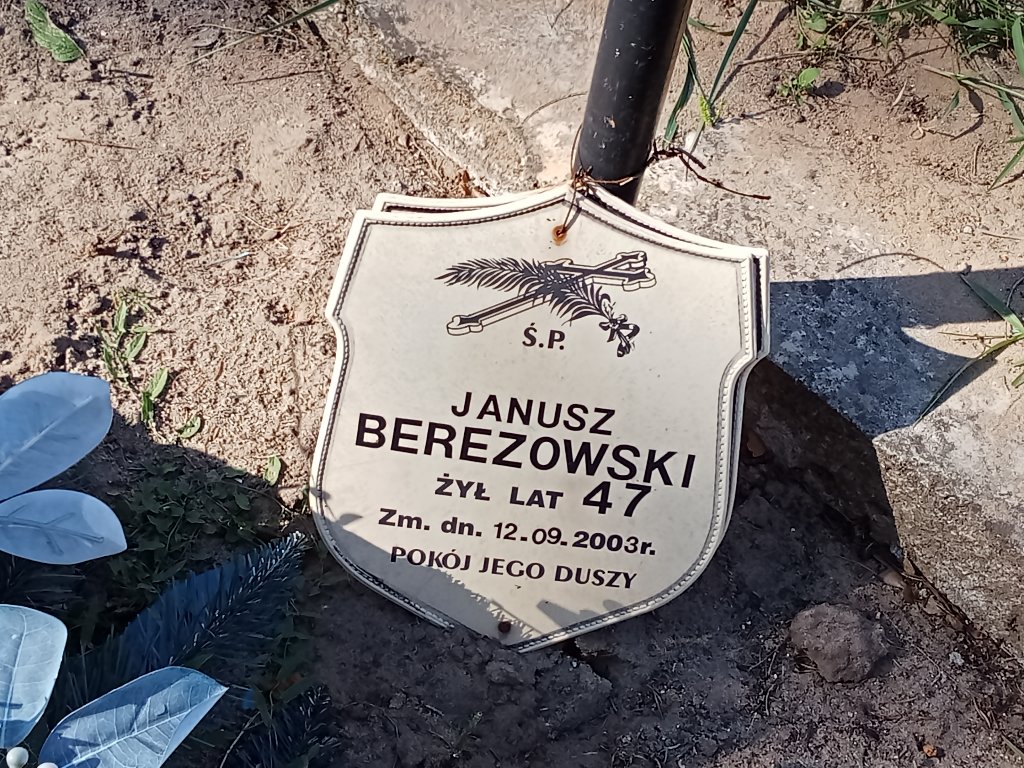 Ś.P.
JANUSZ
BEREZOWSKI
ŻYŁ LAT 47
Zm. dn. 12.09.2003r.
POKÓJ JEGO DUSZY